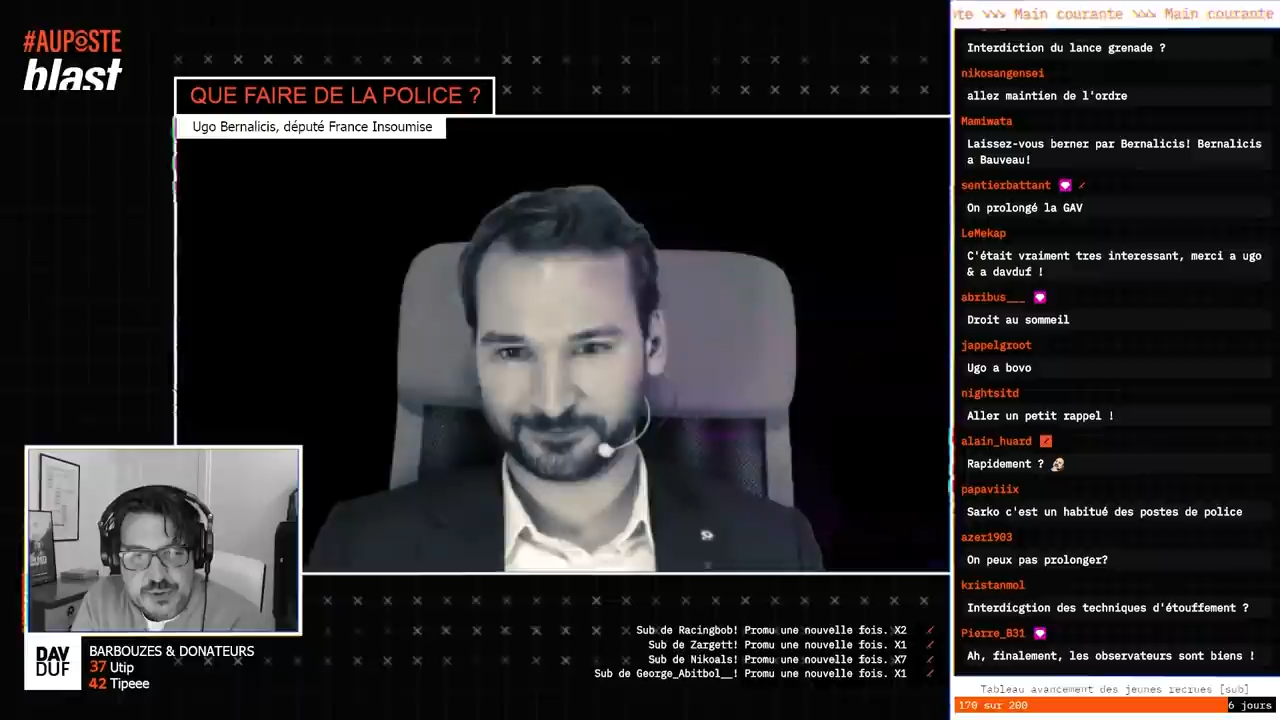 #AUPOSTE
blast
QUE FAIRE DE LA POLICE ?
Ugo Bernalicis, député France Insoumise
DAV
DUF
BARBOUZES & DONATEURS
37 Utip
42 Tipeee
Sub de Racingbob! Promu une nouvelle fois. X2
Sub de Zargett! Promu une nouvelle fois. X1
Sub de Nikoals! Promu une nouvelle fois. X7
Sub de George_Abitbol__! Promu une nouvelle fois. X1
te >>> Main courante >>> Main courante
Interdiction du lance grenade ?
nikosangensei
allez maintien de l'ordre
Mamiwata
Laissez-vous berner par Bernalicis! Bernalicis
a Bauveau!
sentierbattant
On prolongé la GAV
LeMekap
C'était vraiment tres interessant, merci a ugo
& a davduf !
abribus___
Droit au sommeil
jappelgroot
Ugo a bovo
nightsitd
Aller un petit rappel !
alain_huard
Rapidement ?
papaviiix
Sarko c'est un habitué des postes de police
azer1903
On peux pas prolonger?
kristanmol
Interdicgtion des techniques d'étouffement ?
Pierre_B31
Ah, finalement, les observateurs sont biens !
Tableau avancement des jeunes recrues [sub]
170 sur 200
6 jours